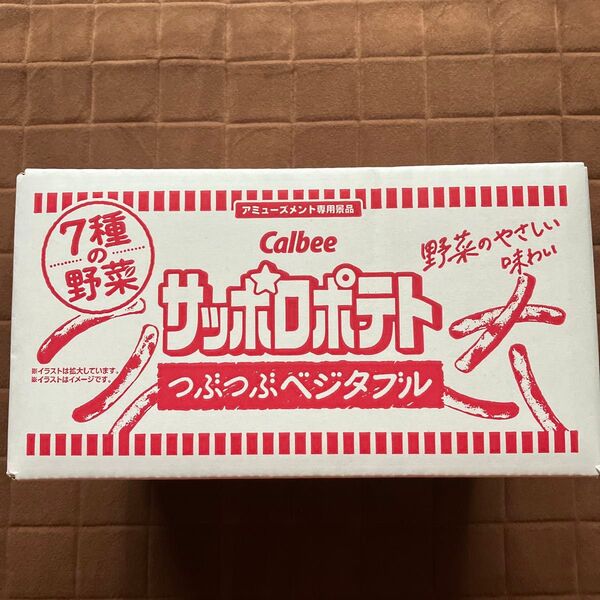 アミューズメント専用景品
7種
の
野菜
Calbee
野菜のやさしい
味わい
サッポロポテト
つぶつぶベジタブル
※イラストは拡大しています。
※イラストはイメージです。